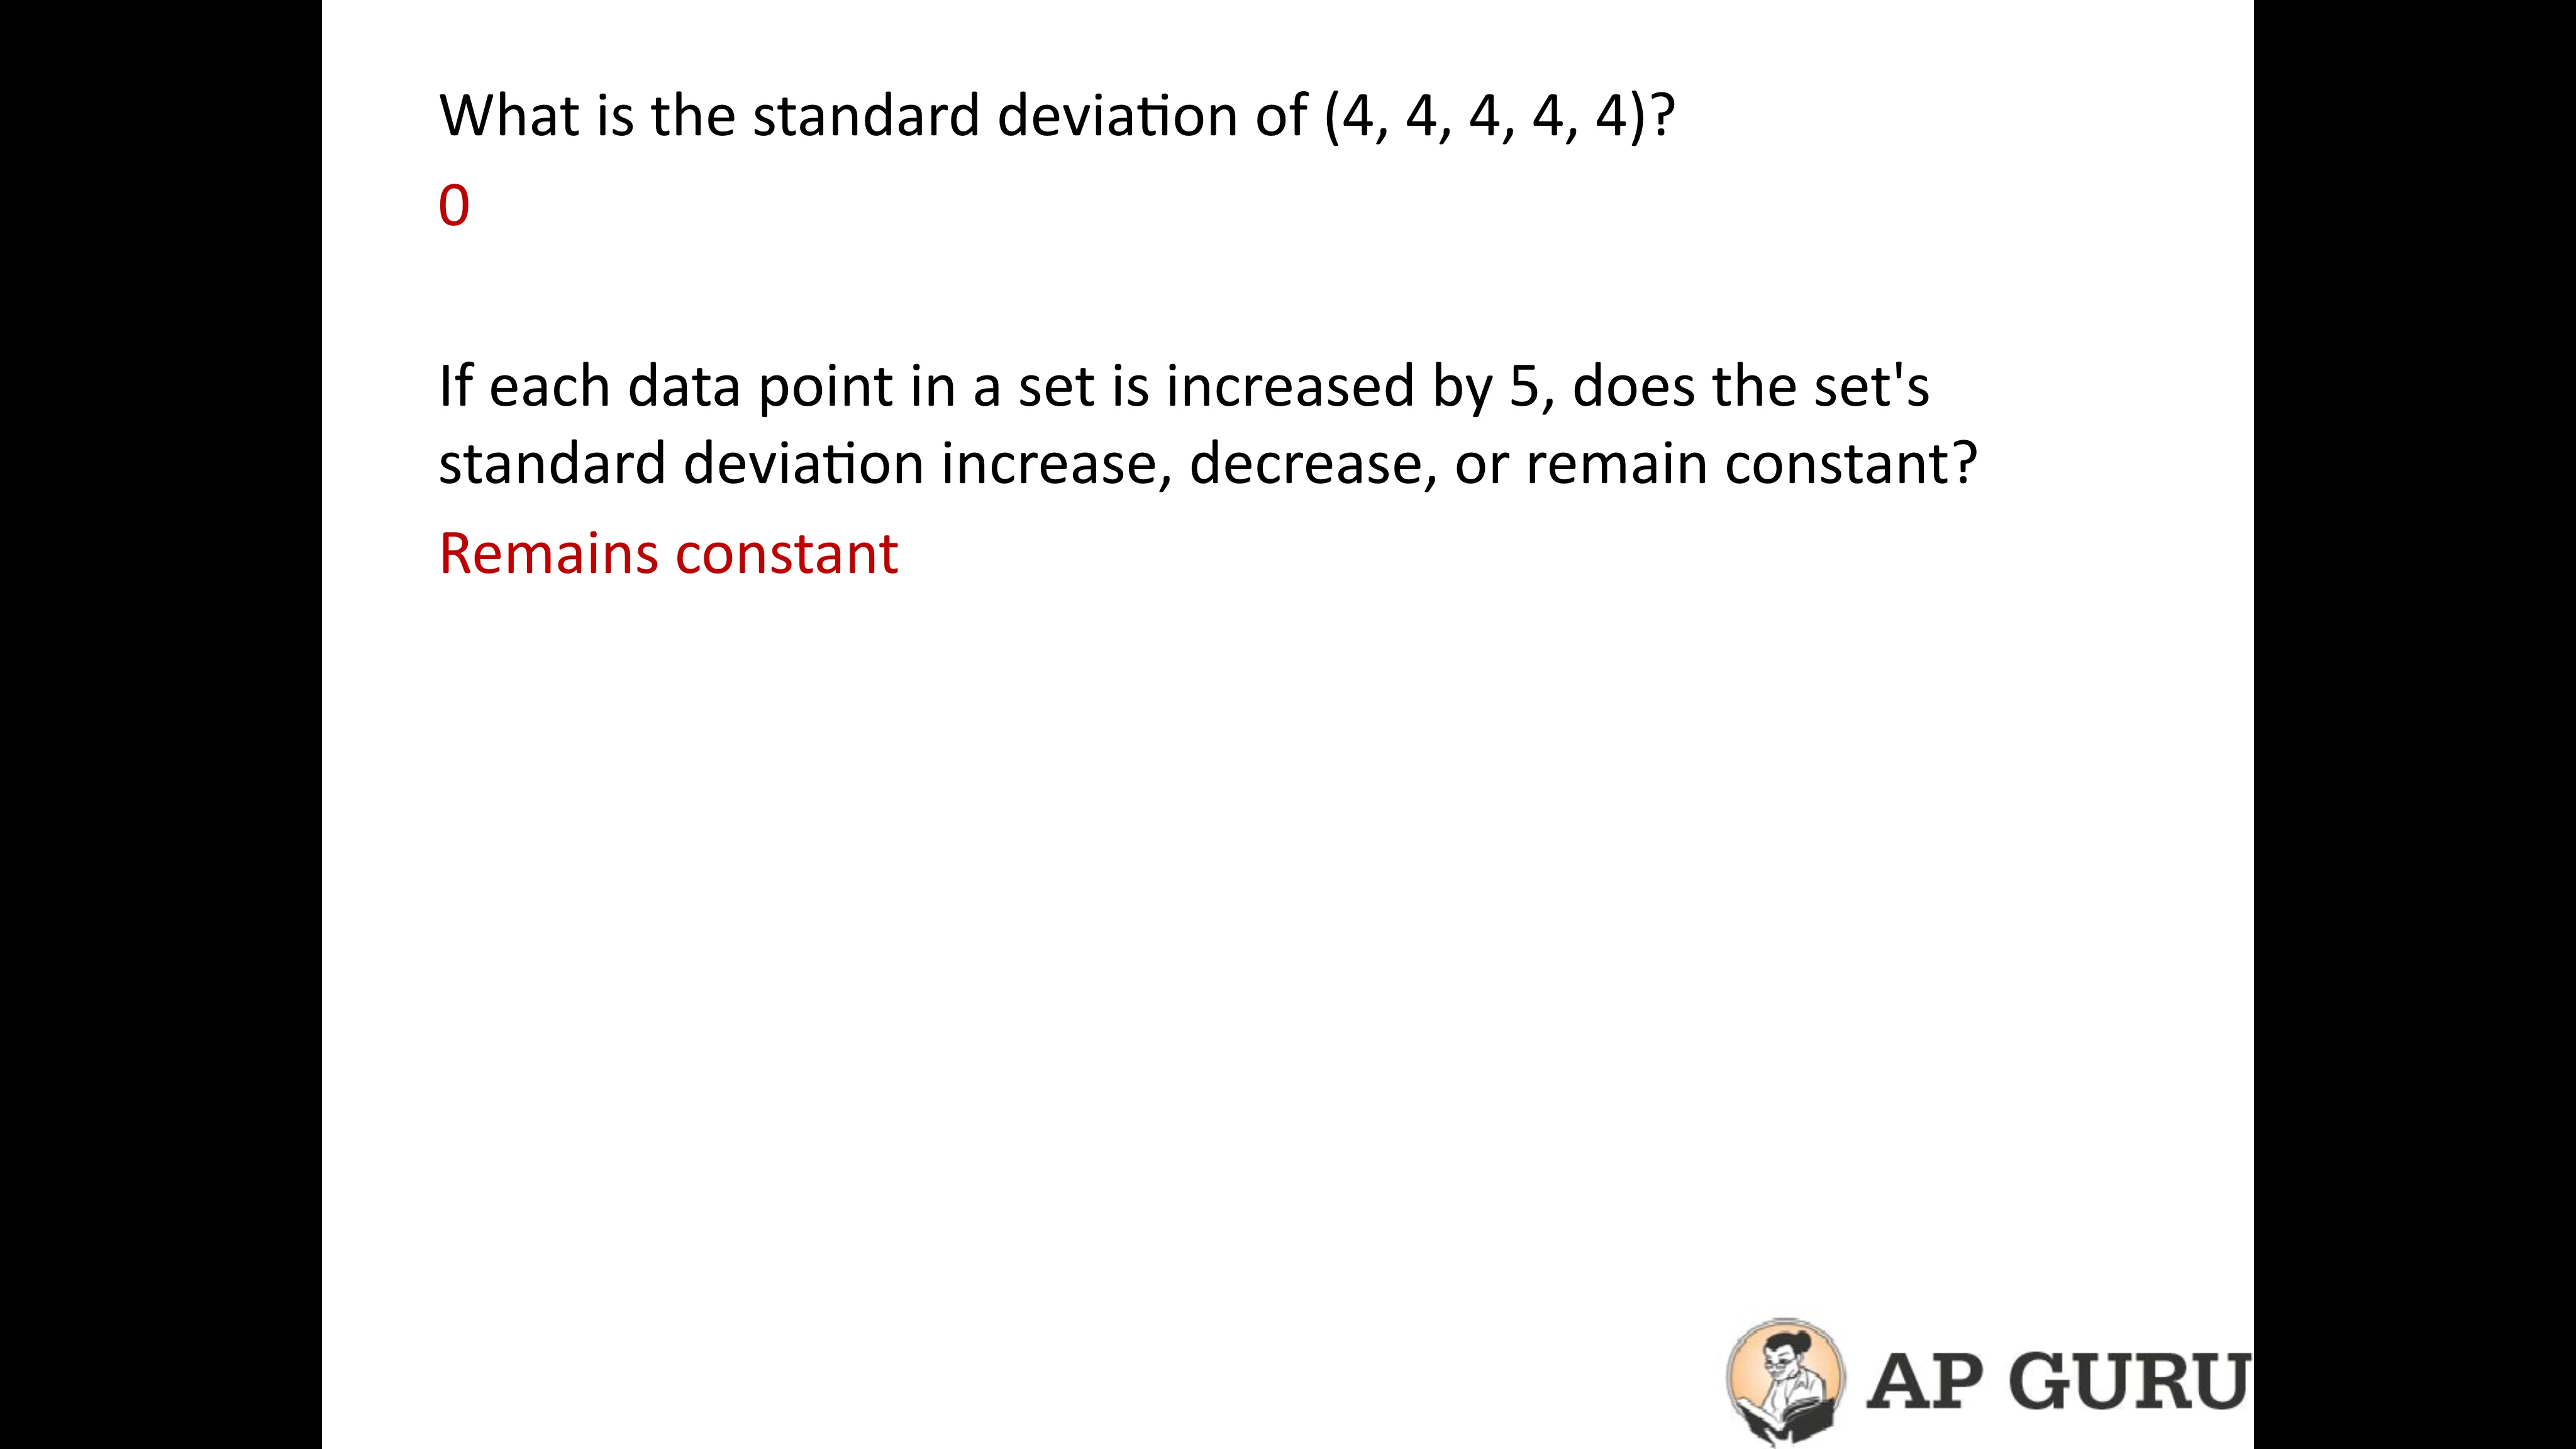 What is the standard deviation of (4, 4, 4, 4, 4)?
0
If each data point in a set is increased by 5, does the set's
standard deviation increase, decrease, or remain constant?
Remains constant
AP GURU